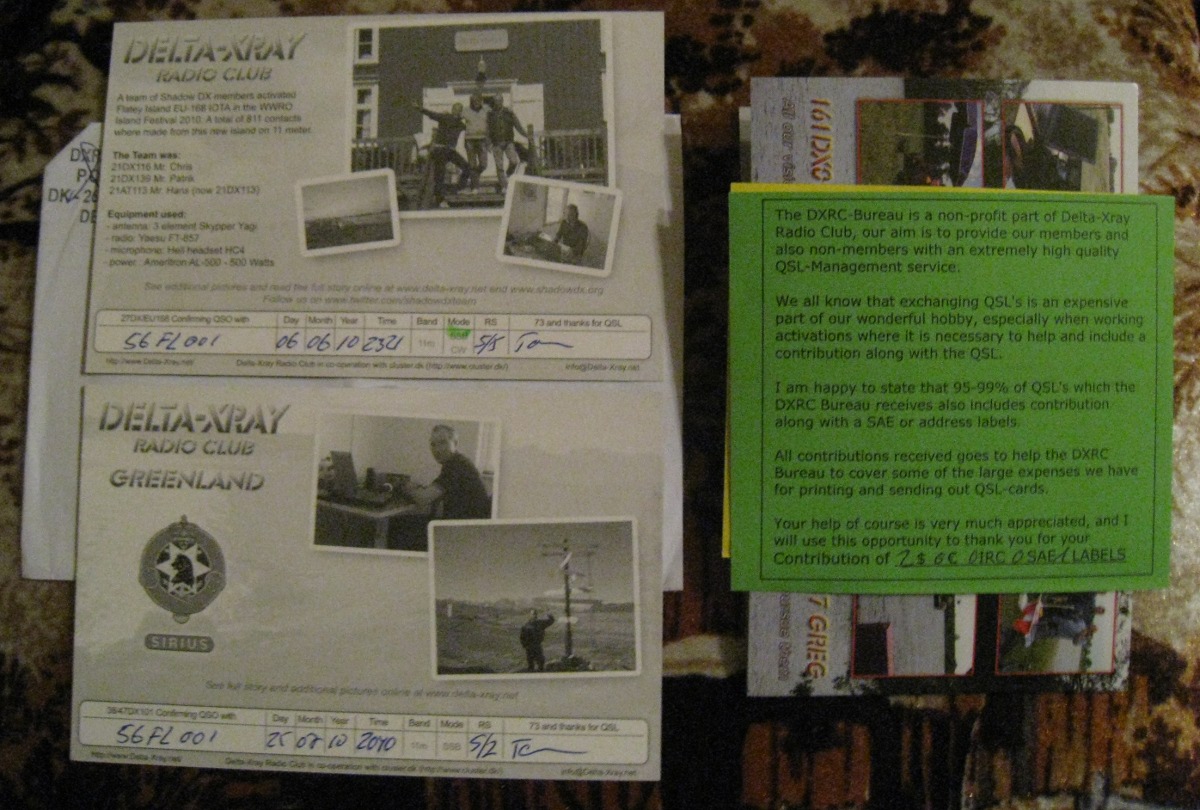 DELTA-XRAY
RADIO CLUB
A team of Shadow DX members activated
Flatey Island EU-168 IOTA in the WWRO
Island Festival 2010. A total of 811 contacts
where made from this new island on 11 meter.
The Team was:
21DX116 Mr. Chris
21DX139 Mr. Patrik
21AT113 Mr. Hans (now 21DX113)
Equipment used:
- antenna: 3 element Skypper Yagi
- radio: Yaesu FT-857
- microphone: Heil headset HC4
- power: Ameritron AL-500 - 500 Watts
See additional pictures and read the full story online at www.delta-xray.net and www.shadowdx.org
Follow us on www.twitter.com/shadowdxteam
27DX/EU168 Confirming QSO with Day Month Year Time Band Mode RS 73 and thanks for QSL
56FL001 06 06 10 2321 11m CW 5/5 Tom
http://www.Delta-Xray.net/ Delta-Xray Radio Club in co-operation with cluster.dk (http://www.cluster.dk/) info@Delta-Xray.net
DELTA-XRAY
RADIO CLUB
GREENLAND
SIRIUS
See full story and additional pictures online at www.delta-xray.net
Confirming QSO with Day Month Year Time Band Mode RS 73 and thanks for QSL
56FL001 25 07 10 2040 11m SSB 5/2 Tom
http://www.Delta-Xray.net/ Delta-Xray Radio Club in co-operation with cluster.dk (http://www.cluster.dk/) info@Delta-Xray.net
DXR
DK-26
DE
161DX0
all our visi
The DXRC-Bureau is a non-profit part of Delta-Xray
Radio Club, our aim is to provide our members and
also non-members with an extremely high quality
QSL-Management service.
We all know that exchanging QSL's is an expensive
part of our wonderful hobby, especially when working
activations where it is necessary to help and include a
contribution along with the QSL.
I am happy to state that 95-99% of QSL's which the
DXRC Bureau receives also includes contribution
along with a SAE or address labels.
All contributions received goes to help the DXRC
Bureau to cover some of the large expenses we have
for printing and sending out QSL-cards.
Your help of course is very much appreciated, and I
will use this opportunity to thank you for your
Contribution of 2 $ 0 € 0 IRC 0 SAE 1 LABELS
T GREG